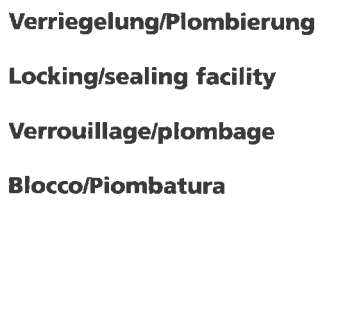 Verriegelung/Plombierung
Locking/sealing facility
Verrouillage/plombage
Blocco/Piombatura